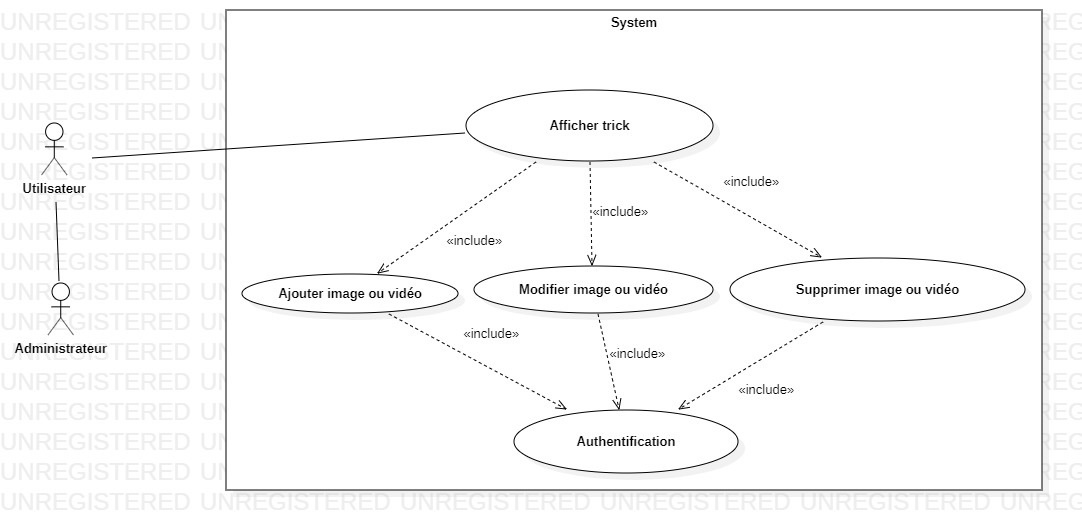 System
Afficher trick
Utilisateur
«include»
«include»
«include»
Ajouter image ou vidéo
Modifier image ou vidéo
Supprimer image ou vidéo
Administrateur
«include»
«include»
«include»
Authentification
UNREGISTERED UNREGISTERED UNREGISTERED UNREGISTERED UNREGISTERED